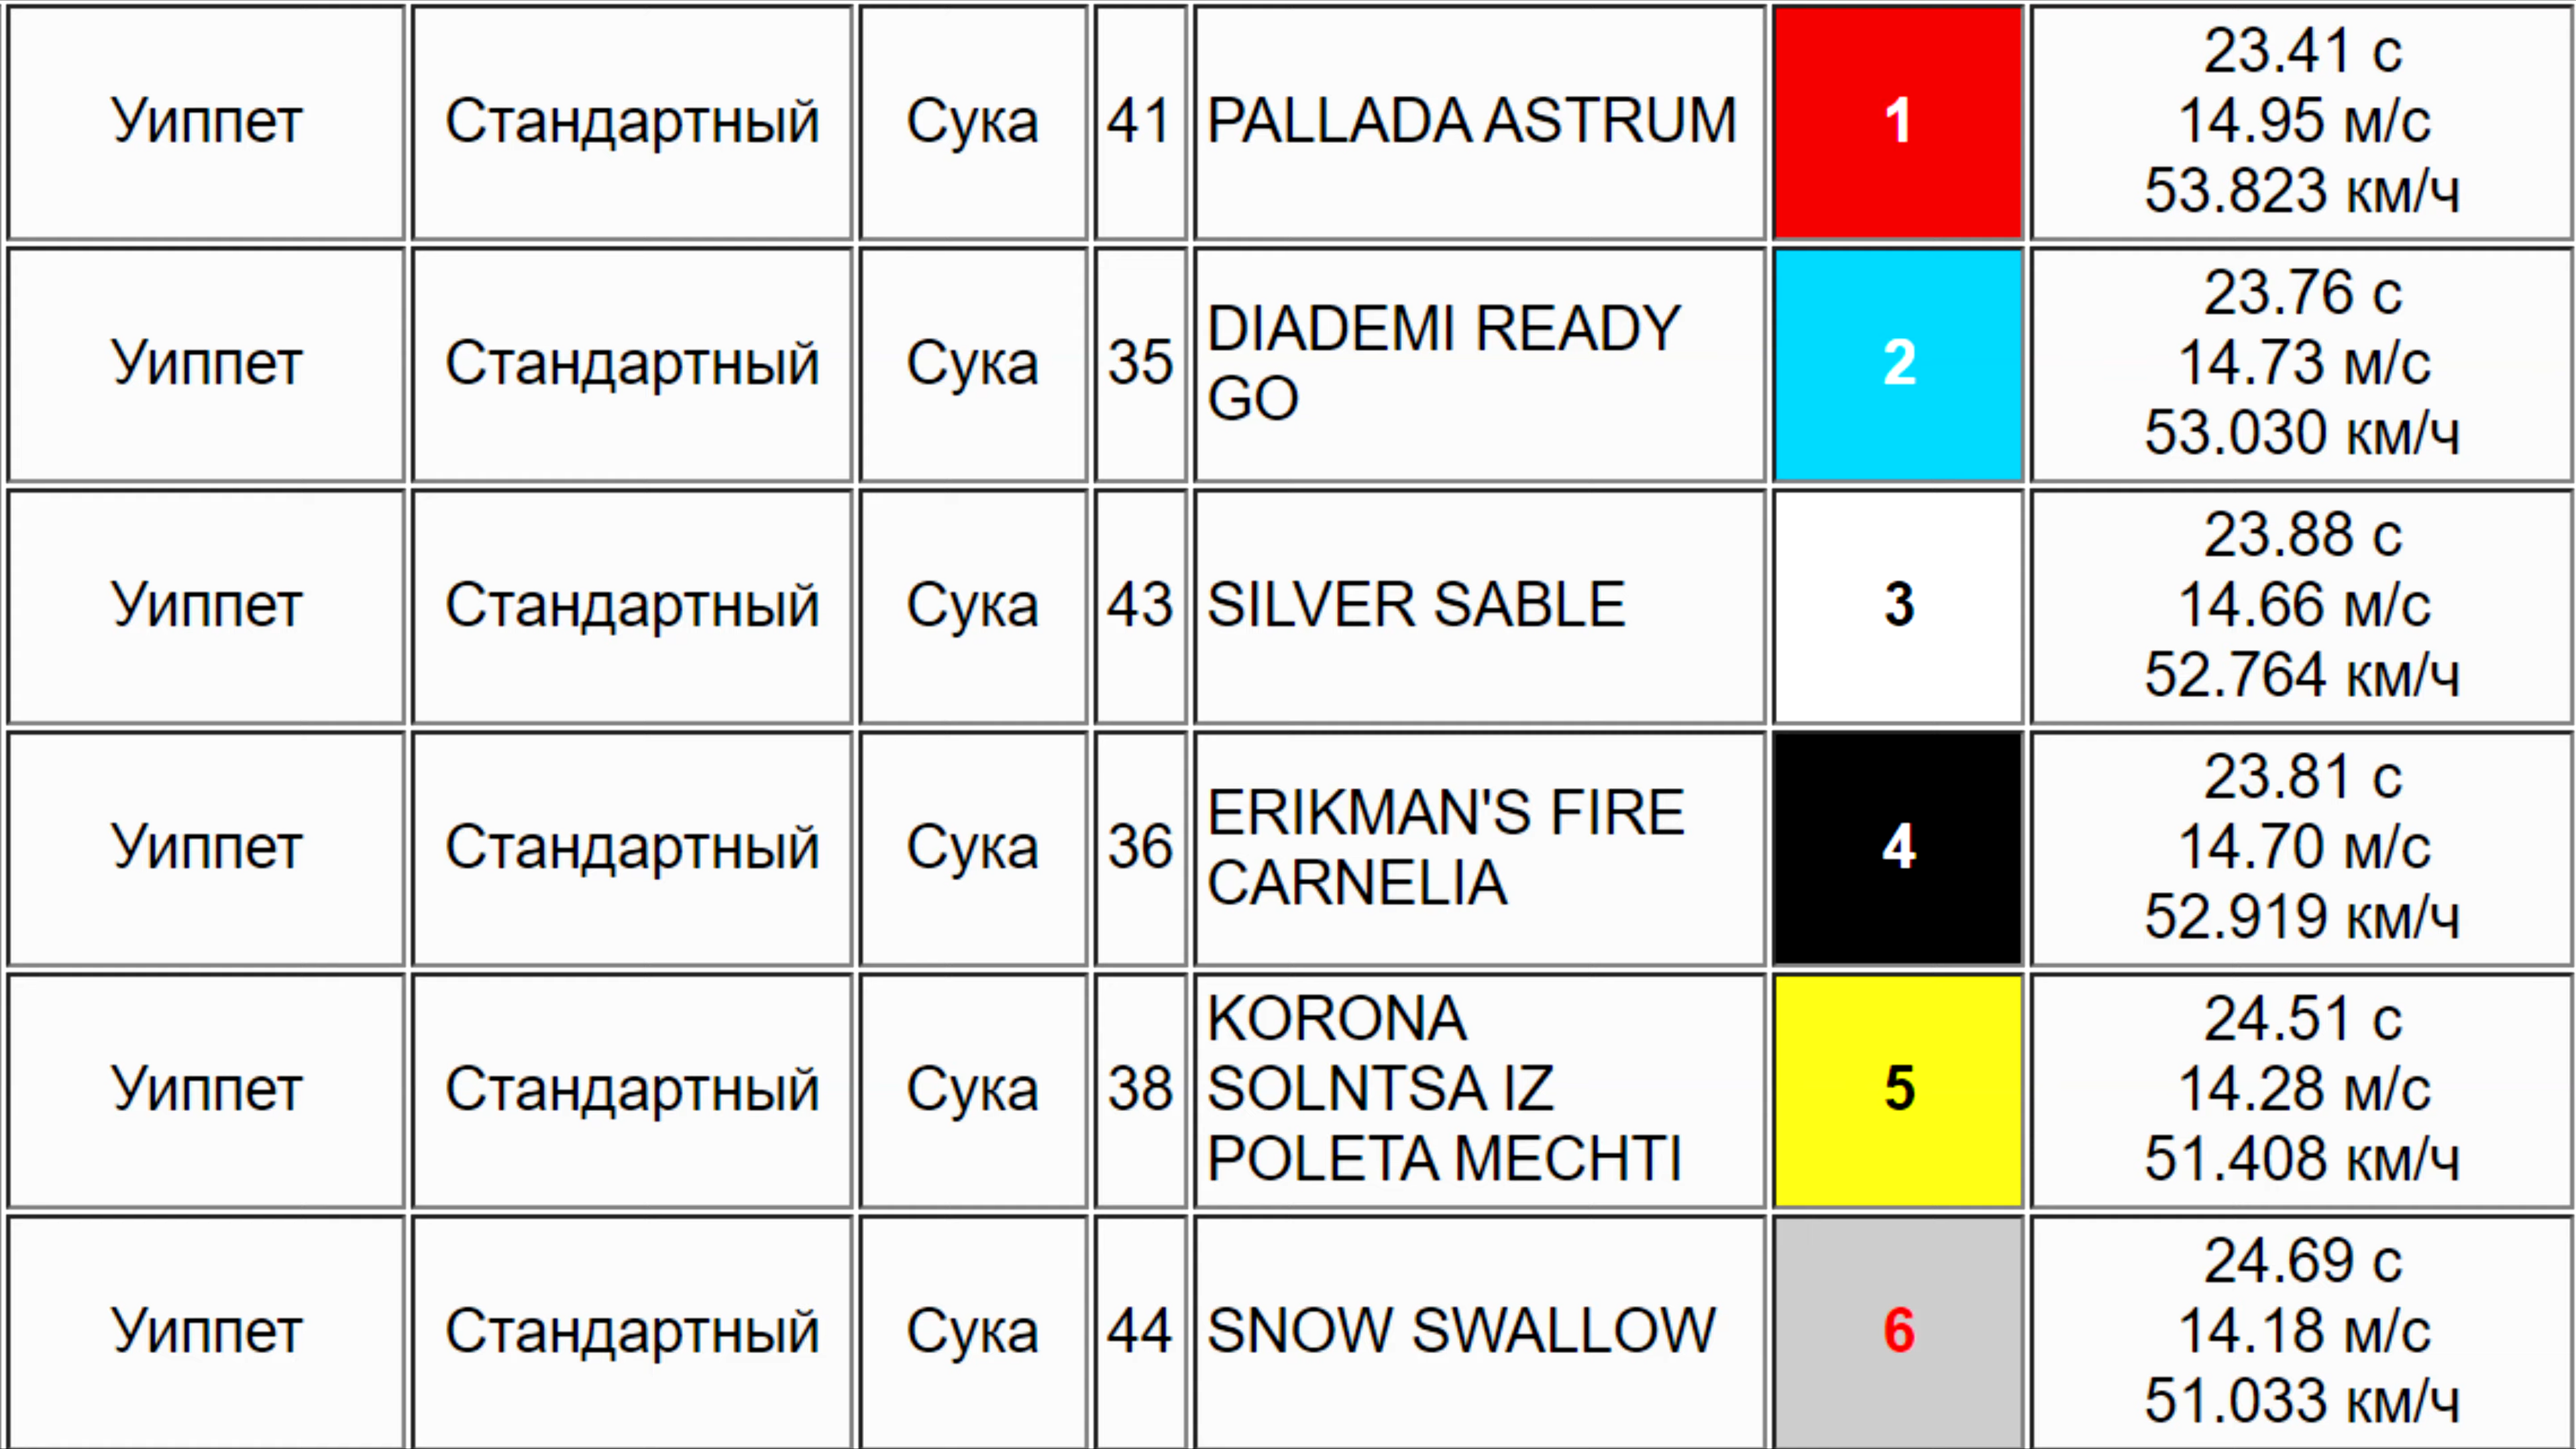 Уиппет Стандартный Сука 41 PALLADA ASTRUM 1 23.41 с
14.95 м/с
53.823 км/ч
Уиппет Стандартный Сука 35 DIADEMI READY
GO 2 23.76 с
14.73 м/с
53.030 км/ч
Уиппет Стандартный Сука 43 SILVER SABLE 3 23.88 с
14.66 м/с
52.764 км/ч
Уиппет Стандартный Сука 36 ERIKMAN'S FIRE
CARNELIA 4 23.81 с
14.70 м/с
52.919 км/ч
Уиппет Стандартный Сука 38 KORONA
SOLNTSA IZ
POLETA MECHTI 5 24.51 с
14.28 м/с
51.408 км/ч
Уиппет Стандартный Сука 44 SNOW SWALLOW 6 24.69 с
14.18 м/с
51.033 км/ч